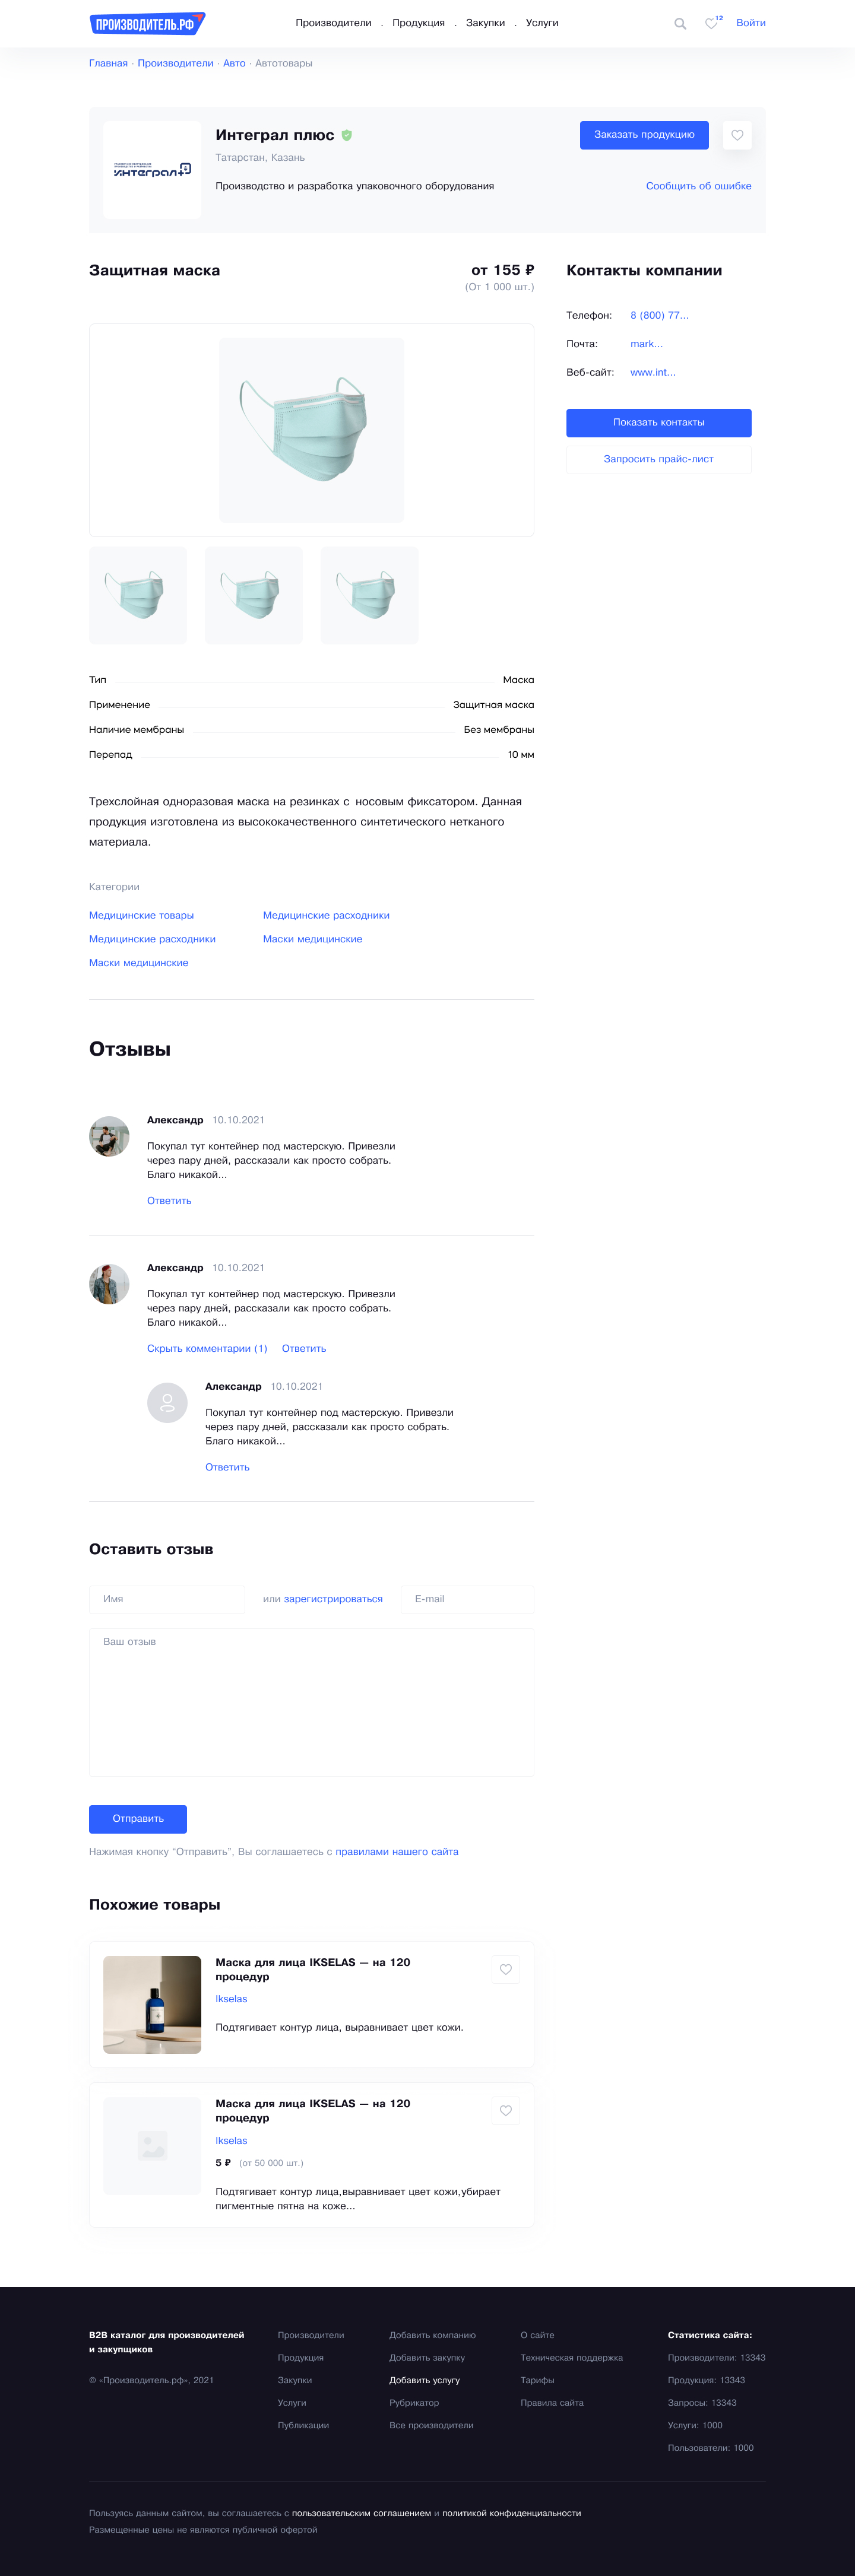 ПРОИЗВОДИТЕЛЬ.РФ
Производители . Продукция . Закупки . Услуги
12
Войти
Главная · Производители · Авто · Автотовары
интеграл+
Интеграл плюс
Заказать продукцию
Татарстан, Казань
Производство и разработка упаковочного оборудования
Сообщить об ошибке
Защитная маска
от 155 ₽
(От 1 000 шт.)
Контакты компании
Телефон: 8 (800) 77...
Почта: mark...
Веб-сайт: www.int...
Показать контакты
Запросить прайс-лист
Тип Маска
Применение Защитная маска
Наличие мембраны Без мембраны
Перепад 10 мм
Трехслойная одноразовая маска на резинках с носовым фиксатором. Данная
продукция изготовлена из высококачественного синтетического нетканого
материала.
Категории
Медицинские товары Медицинские расходники
Медицинские расходники Маски медицинские
Маски медицинские
Отзывы
Александр 10.10.2021
Покупал тут контейнер под мастерскую. Привезли
через пару дней, рассказали как просто собрать.
Благо никакой...
Ответить
Александр 10.10.2021
Покупал тут контейнер под мастерскую. Привезли
через пару дней, рассказали как просто собрать.
Благо никакой...
Скрыть комментарии (1) Ответить
Александр 10.10.2021
Покупал тут контейнер под мастерскую. Привезли
через пару дней, рассказали как просто собрать.
Благо никакой...
Ответить
Оставить отзыв
Имя
или зарегистрироваться
E-mail
Ваш отзыв
Отправить
Нажимая кнопку “Отправить”, Вы соглашаетесь с правилами нашего сайта
Похожие товары
Маска для лица IKSELAS — на 120
процедур
Ikselas
Подтягивает контур лица, выравнивает цвет кожи.
Маска для лица IKSELAS — на 120
процедур
Ikselas
5 ₽ (от 50 000 шт.)
Подтягивает контур лица,выравнивает цвет кожи,убирает
пигментные пятна на коже...
B2B каталог для производителей
и закупщиков
© «Производитель.рф», 2021
Производители
Продукция
Закупки
Услуги
Публикации
Добавить компанию
Добавить закупку
Добавить услугу
Рубрикатор
Все производители
О сайте
Техническая поддержка
Тарифы
Правила сайта
Статистика сайта:
Производители: 13343
Продукция: 13343
Запросы: 13343
Услуги: 1000
Пользователи: 1000
Пользуясь данным сайтом, вы соглашаетесь с пользовательским соглашением и политикой конфиденциальности
Размещенные цены не являются публичной офертой